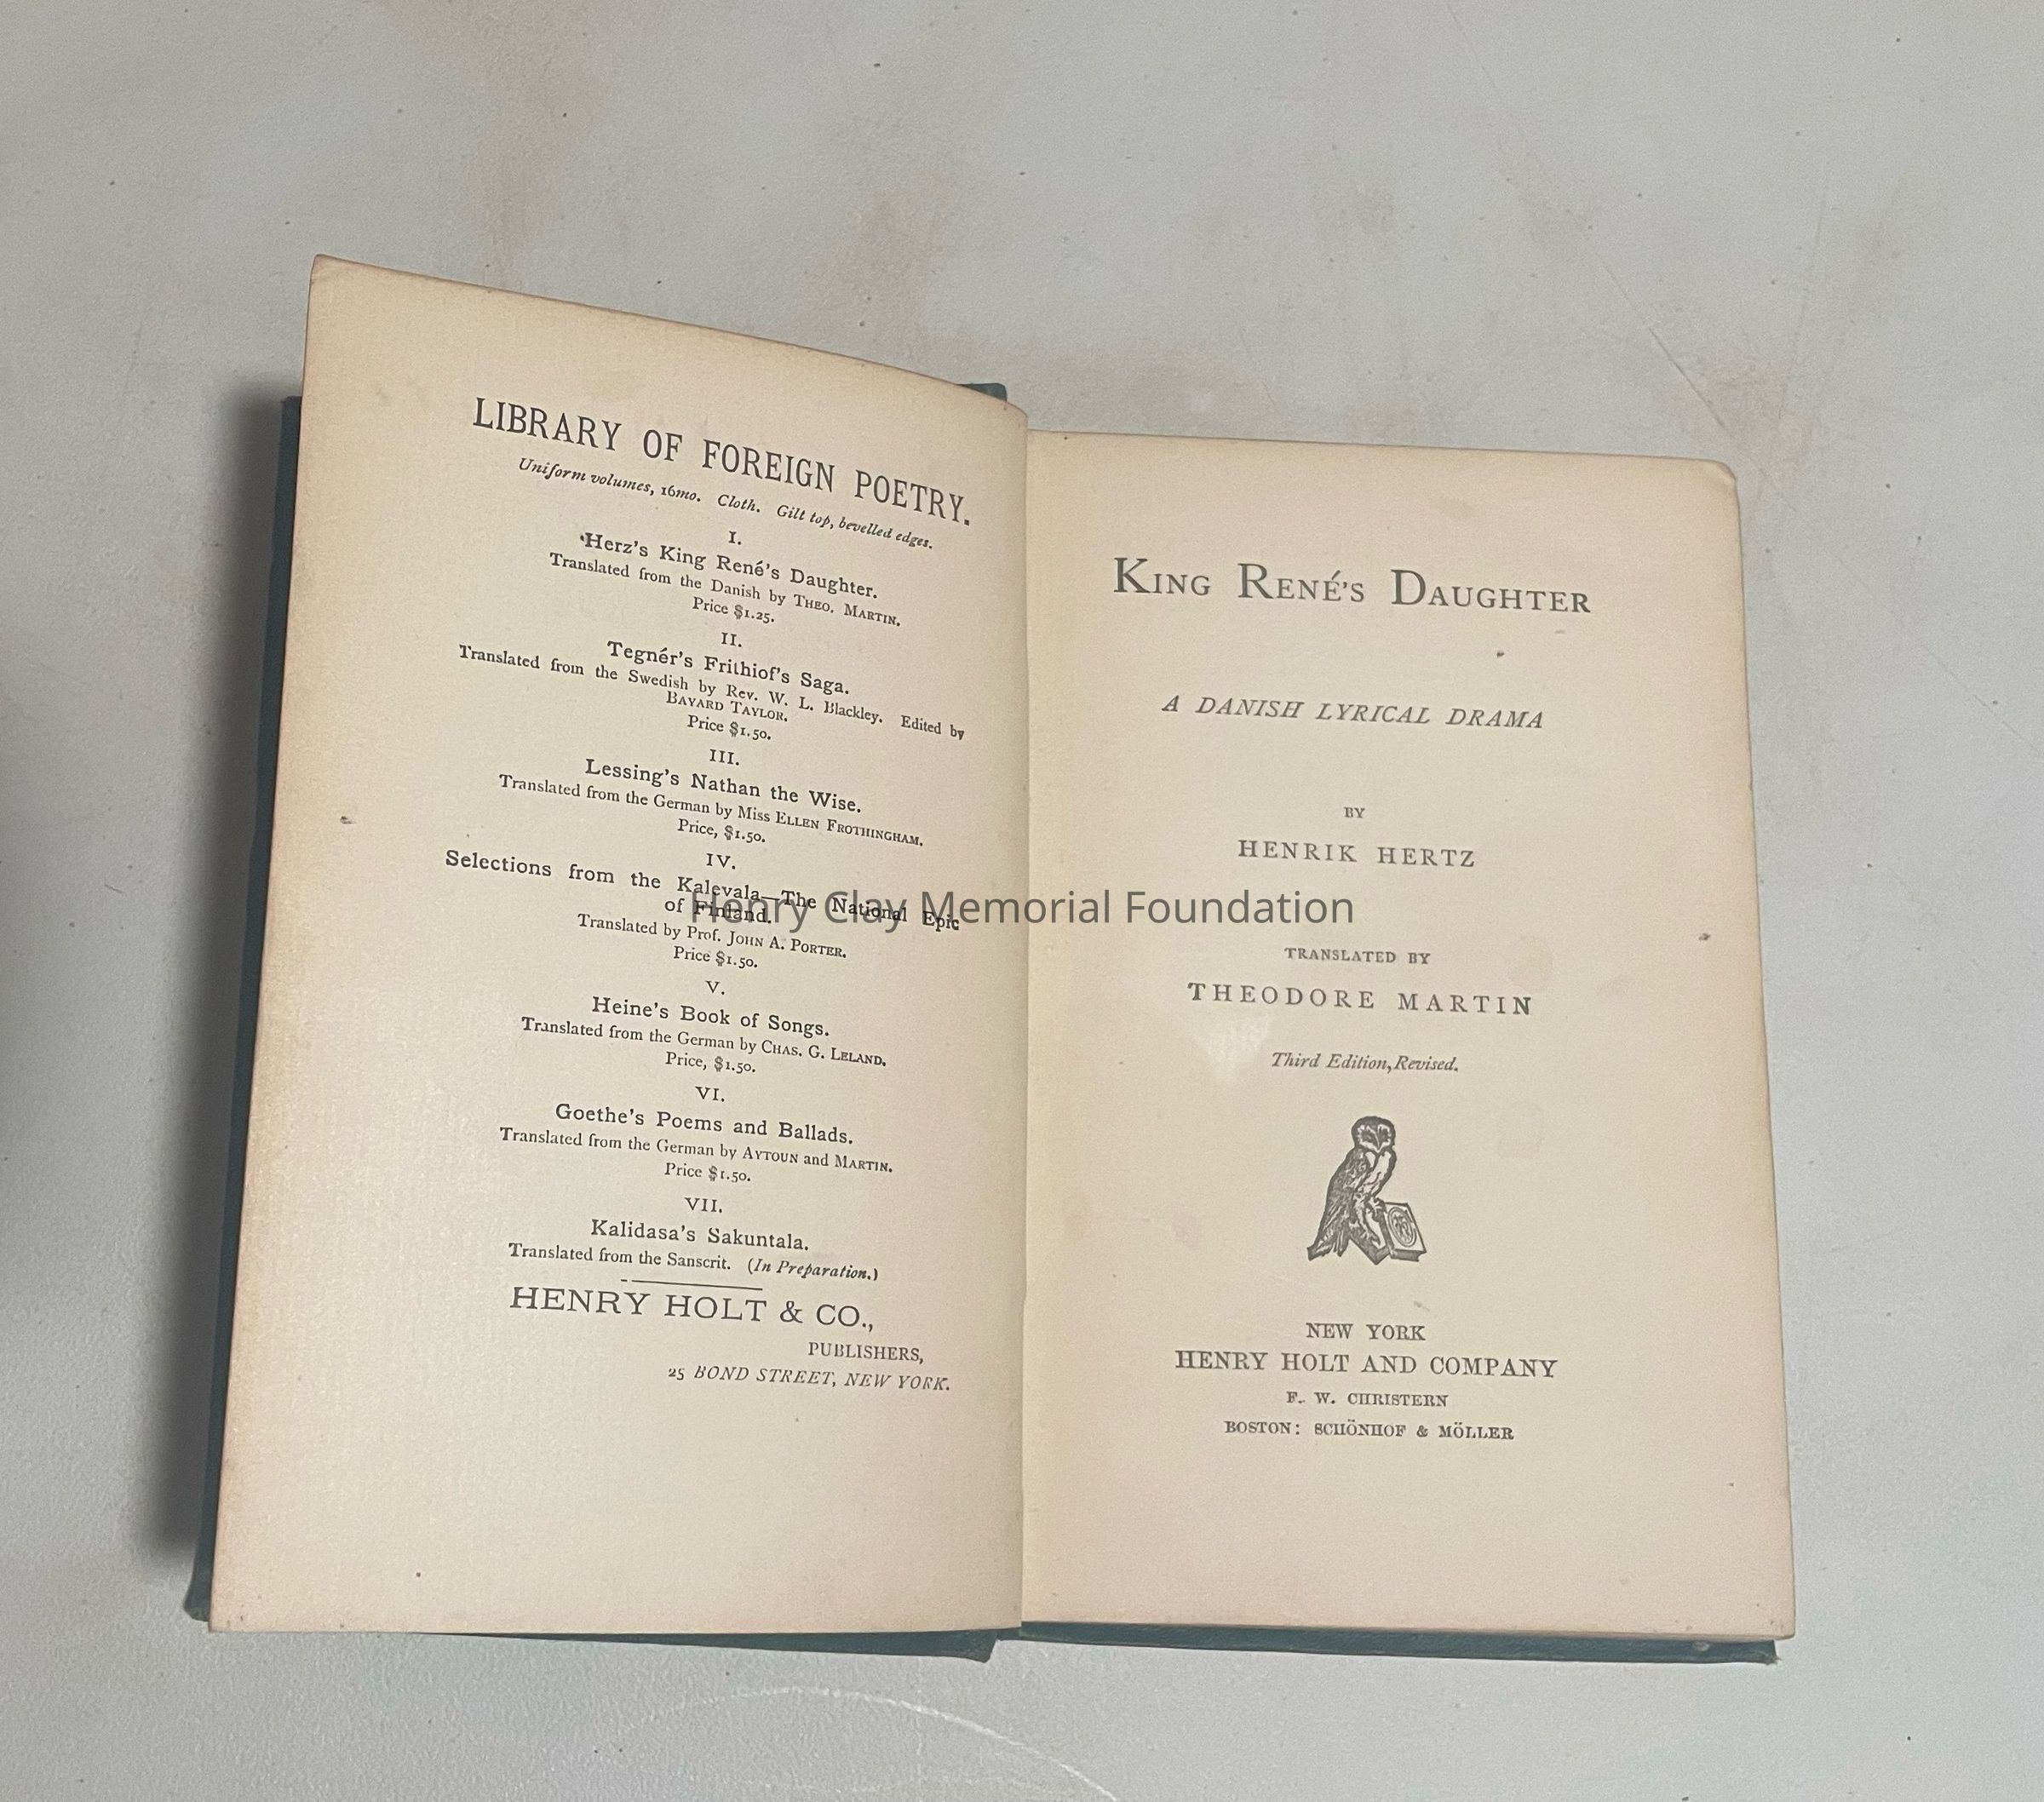 LIBRARY OF FOREIGN POETRY.
Uniform volumes, 16mo. Cloth. Gilt top, bevelled edges.
I.
Herz's King René's Daughter.
Translated from the Danish by THEO. MARTIN.
Price $1.25.
II.
Tegnér's Frithiof's Saga.
Translated from the Swedish by Rev. W. L. Blackley. Edited by
BAYARD TAYLOR.
Price $1.50.
III.
Lessing's Nathan the Wise.
Translated from the German by Miss ELLEN FROTHINGHAM.
Price, $1.50.
IV.
Selections from the Kalevala—The National Epic
of Finland.
Translated by Prof. JOHN A. PORTER.
Price $1.50.
V.
Heine's Book of Songs.
Translated from the German by CHAS. G. LELAND.
Price, $1.50.
VI.
Goethe's Poems and Ballads.
Translated from the German by AYTOUN and MARTIN.
Price $1.50.
VII.
Kalidasa's Sakuntala.
Translated from the Sanscrit. (In Preparation.)
HENRY HOLT & CO.,
PUBLISHERS,
25 BOND STREET, NEW YORK.
KING RENÉ'S DAUGHTER
A DANISH LYRICAL DRAMA
BY
HENRIK HERTZ
TRANSLATED BY
THEODORE MARTIN
Third Edition, Revised.
NEW YORK
HENRY HOLT AND COMPANY
F. W. CHRISTERN
BOSTON: SCHÖNHOF & MÖLLER
Henry Clay Memorial Foundation